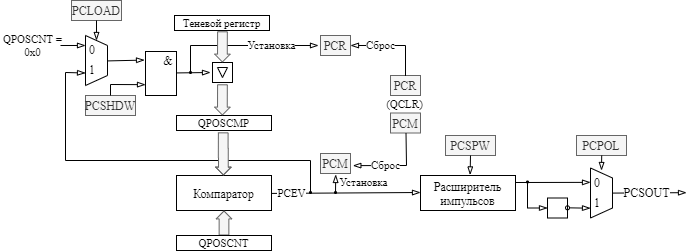 PCLOAD
Теневой регистр
QPOSCNT =
0x0
0
1
&
Установка
PCR
Сброс
PCSHDW
PCR
(QCLR)
PCM
QPOSCMP
PCSPW
PCPOL
PCM
Сброс
Установка
Компаратор
PCEV
Расширитель
импульсов
0
1
PCSOUT
QPOSCNT